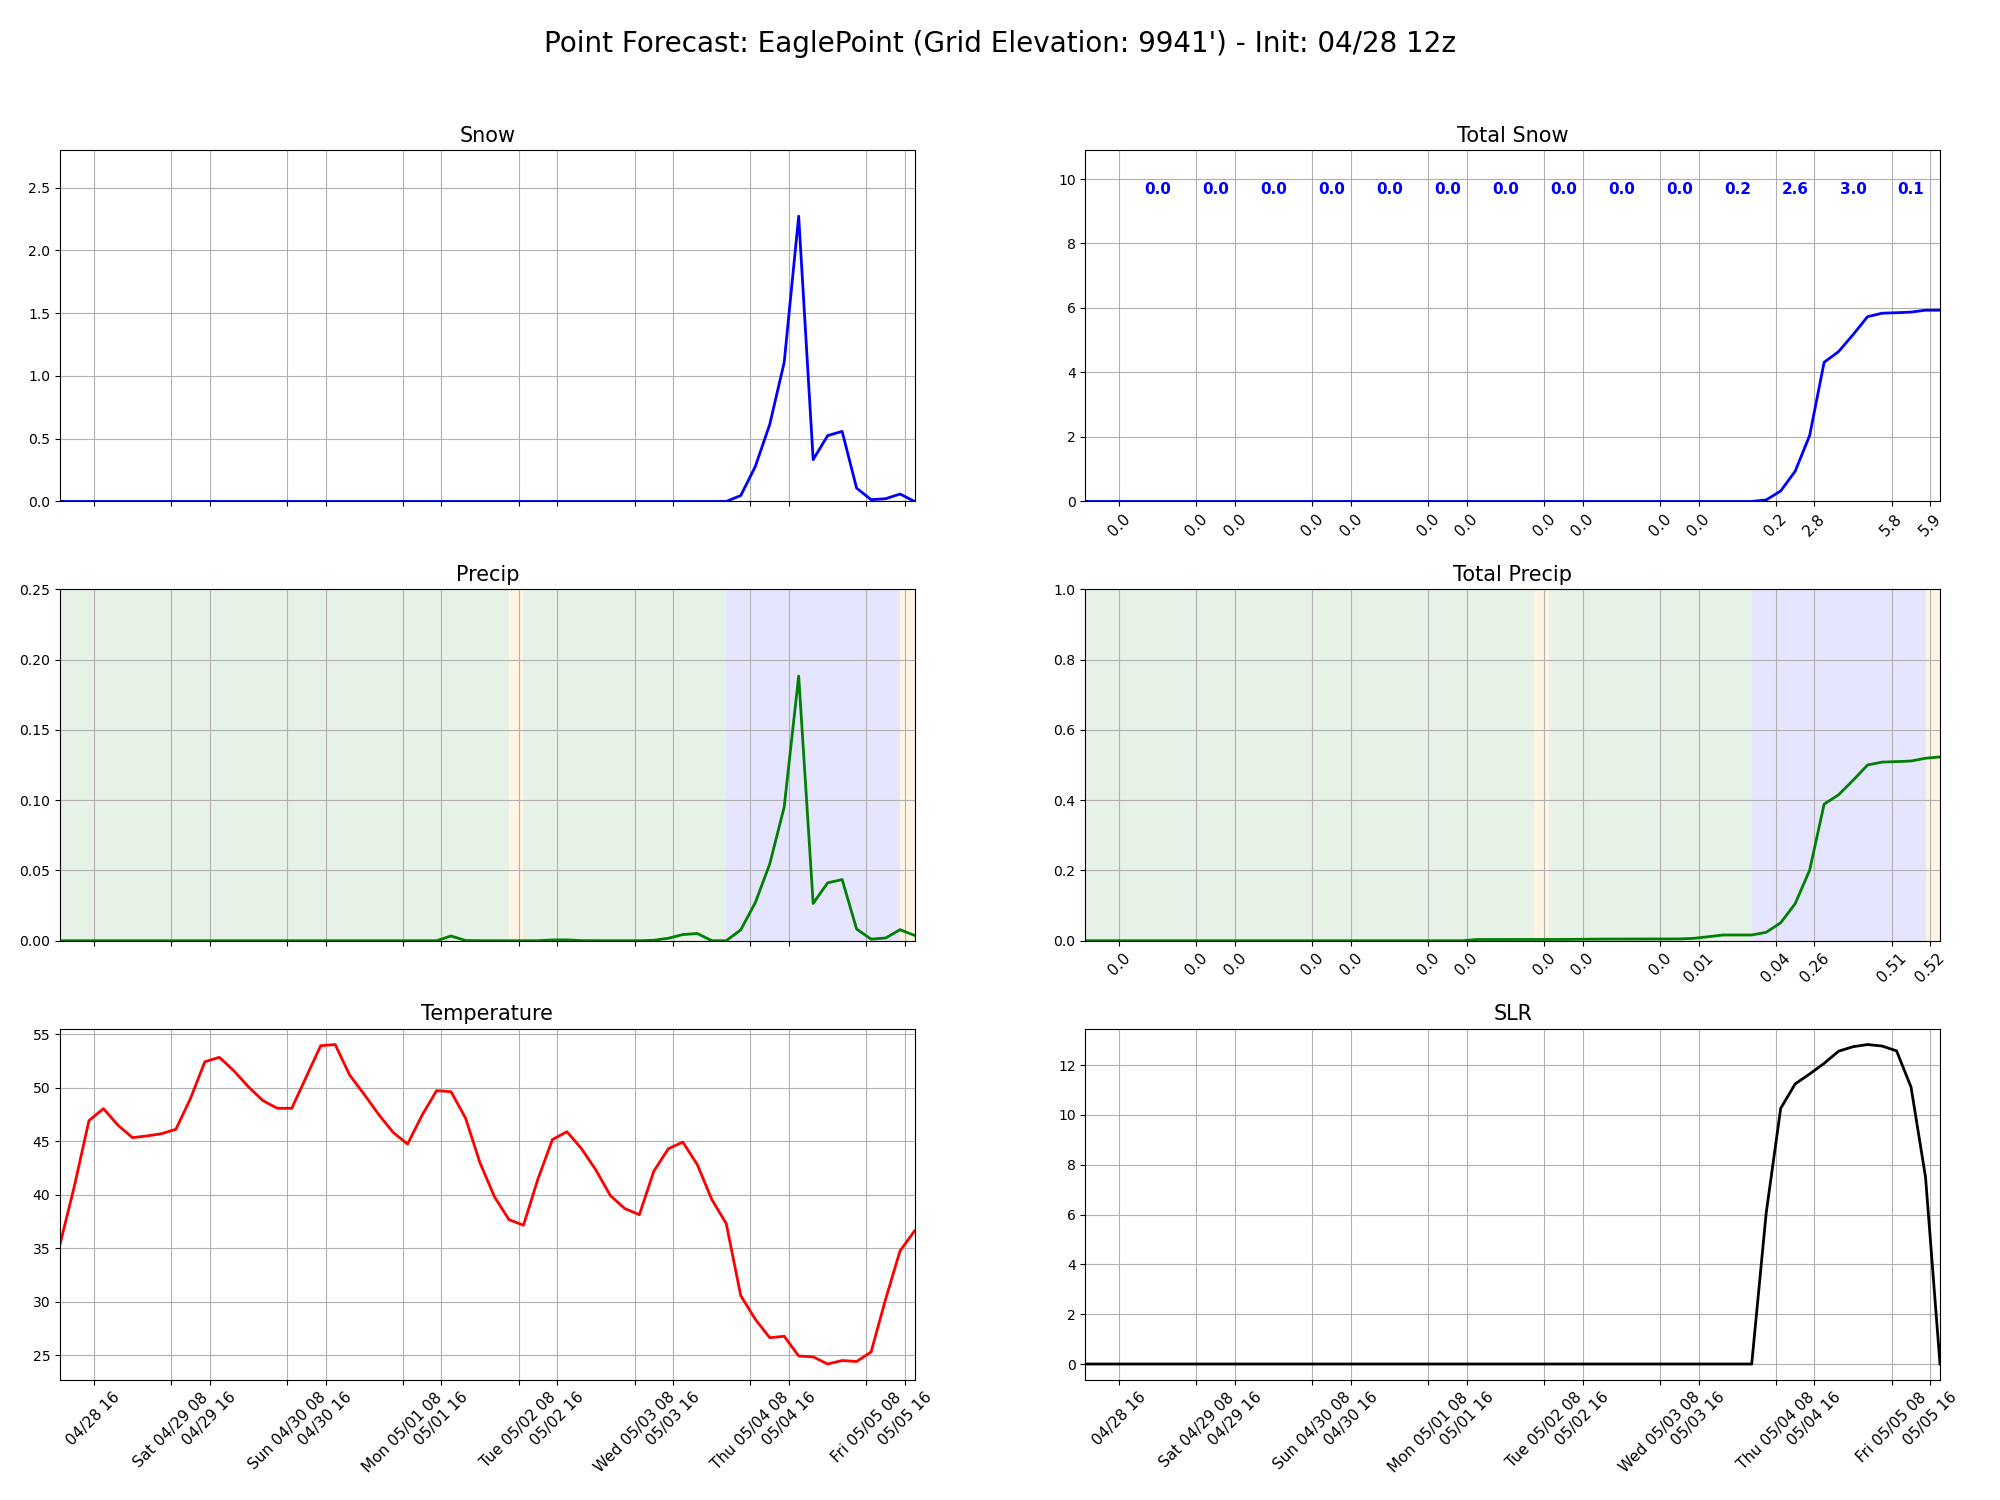 Point Forecast: EaglePoint (Grid Elevation: 9941') - Init: 04/28 12z
Snow
2.5
2.0
1.5
1.0
0.5
0.0
Total Snow
10
8
6
4
2
0
0.0 0.0 0.0 0.0 0.0 0.0 0.0 0.0 0.0 0.0 0.2 2.6 3.0 0.1
0.0 0.0 0.0 0.0 0.0 0.0 0.0 0.0 0.0 0.0 0.0 0.2 2.8 5.8 5.9
Precip
0.25
0.20
0.15
0.10
0.05
0.00
Total Precip
1.0
0.8
0.6
0.4
0.2
0.0
0.0 0.0 0.0 0.0 0.0 0.0 0.0 0.0 0.0 0.0 0.01 0.04 0.26 0.51 0.52
Temperature
55
50
45
40
35
30
25
04/28 16
Sat 04/29 08
04/29 16
Sun 04/30 08
04/30 16
Mon 05/01 08
05/01 16
Tue 05/02 08
05/02 16
Wed 05/03 08
05/03 16
Thu 05/04 08
05/04 16
Fri 05/05 08
05/05 16
SLR
12
10
8
6
4
2
0
04/28 16
Sat 04/29 08
04/29 16
Sun 04/30 08
04/30 16
Mon 05/01 08
05/01 16
Tue 05/02 08
05/02 16
Wed 05/03 08
05/03 16
Thu 05/04 08
05/04 16
Fri 05/05 08
05/05 16